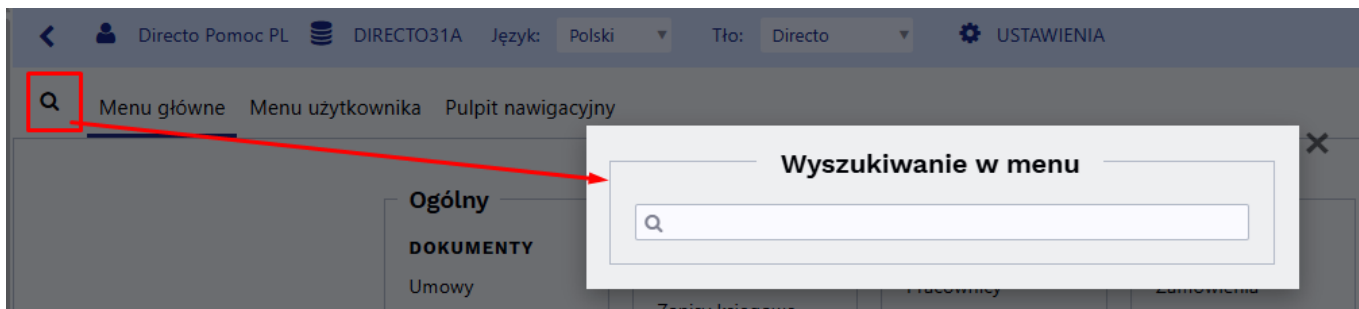 Directo Pomoc PL DIRECTO31A Język: Polski Tło: Directo USTAWIENIA
Menu główne Menu użytkownika Pulpit nawigacyjny
Wyszukiwanie w menu
Ogólny
DOKUMENTY
Umowy